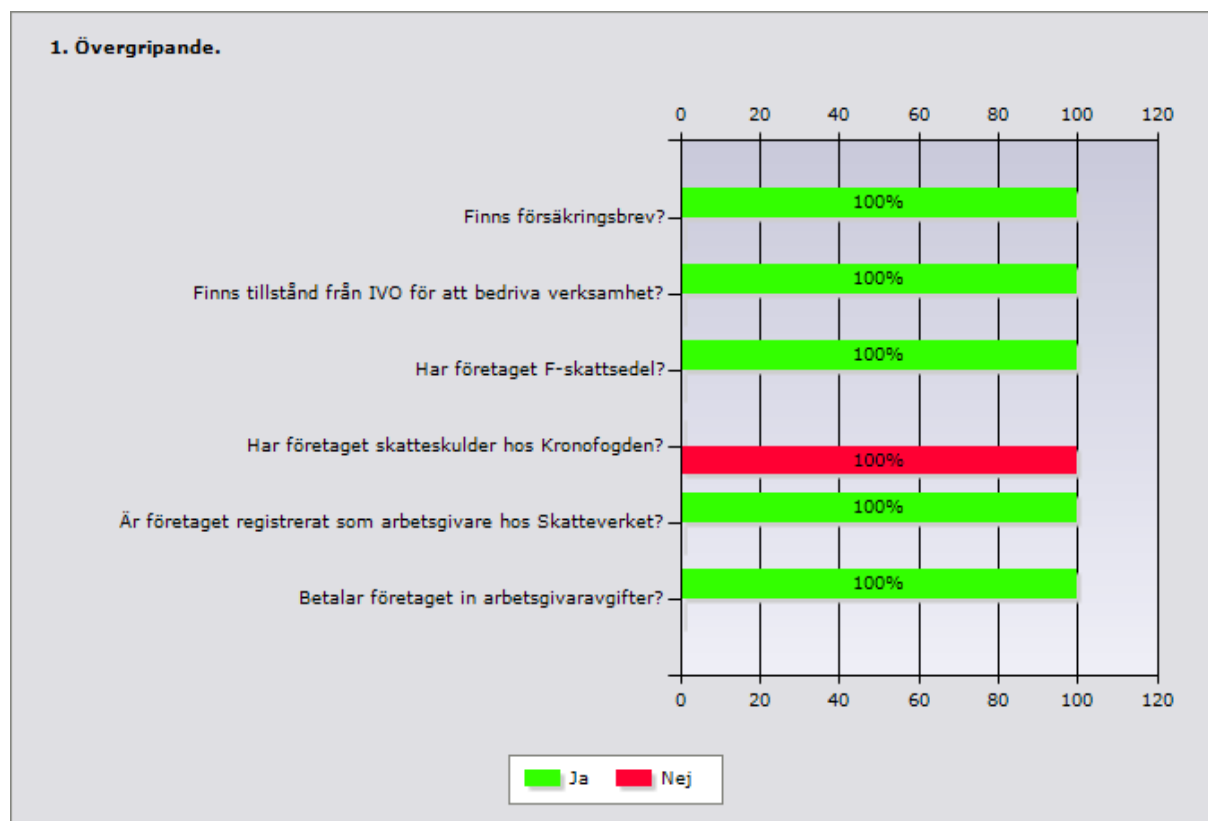 1. Övergripande.
0 20 40 60 80 100 120
Finns försäkringsbrev?
100%
Finns tillstånd från IVO för att bedriva verksamhet?
100%
Har företaget F-skattsedel?
100%
Har företaget skatteskulder hos Kronofogden?
100%
Är företaget registrerat som arbetsgivare hos Skatteverket?
100%
Betalar företaget in arbetsgivaravgifter?
100%
0 20 40 60 80 100 120
Ja Nej